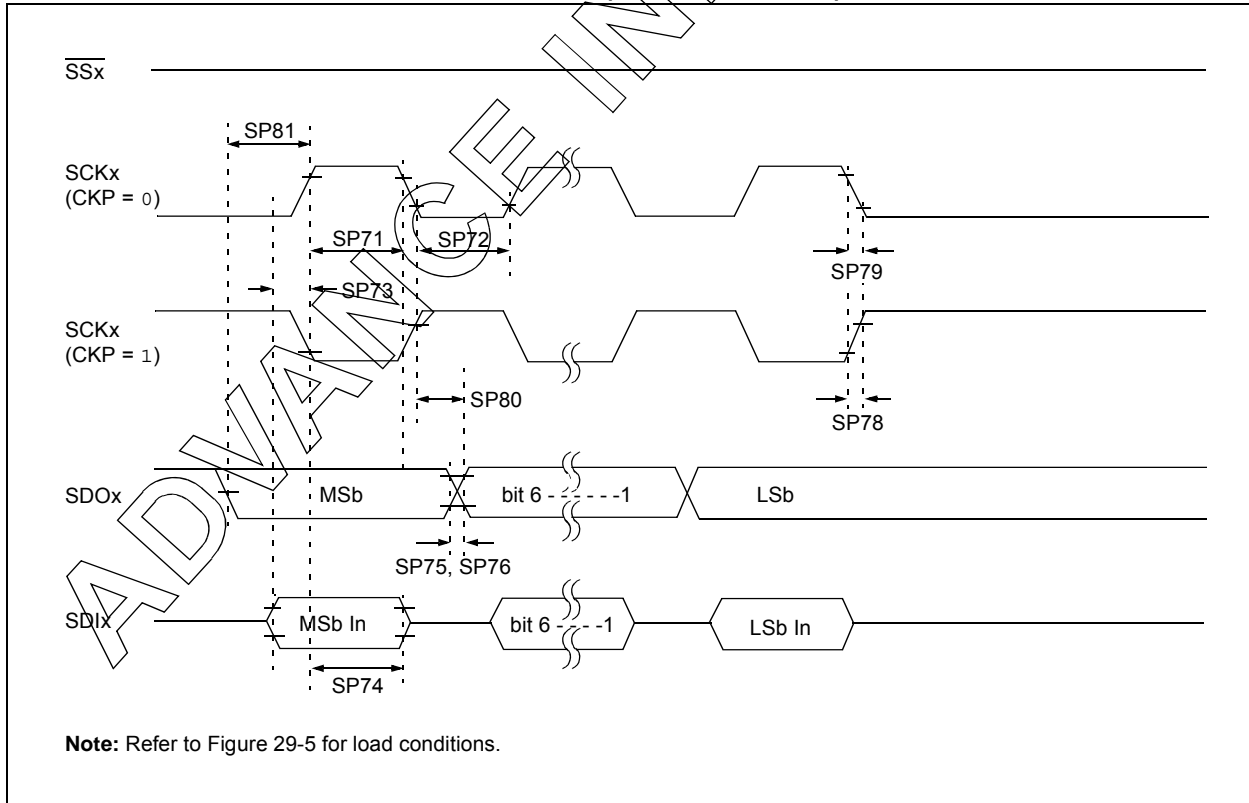 SSx
SP81
SCKx
(CKP = 0)
SP71
SP72
SP79
SP73
SCKx
(CKP = 1)
SP80
SP78
SDOx
MSb
bit 6 - - - - - -1
LSb
SP75, SP76
SDIx
MSb In
bit 6 - - - - -1
LSb In
SP74
Note: Refer to Figure 29-5 for load conditions.
ADVANCE IN